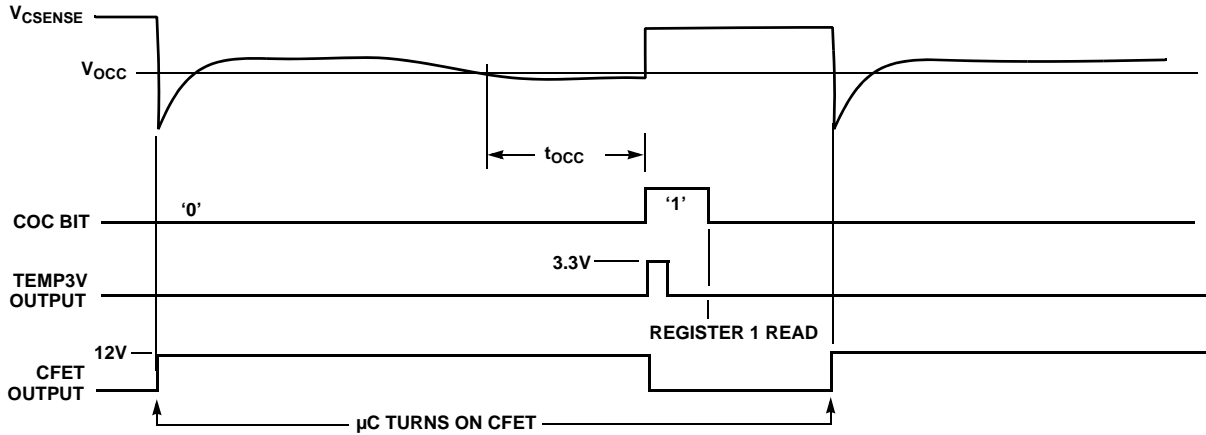 VCSENSE
VOCC
tOCC
COC BIT
'0'
'1'
3.3V
TEMP3V
OUTPUT
REGISTER 1 READ
12V
CFET
OUTPUT
µC TURNS ON CFET